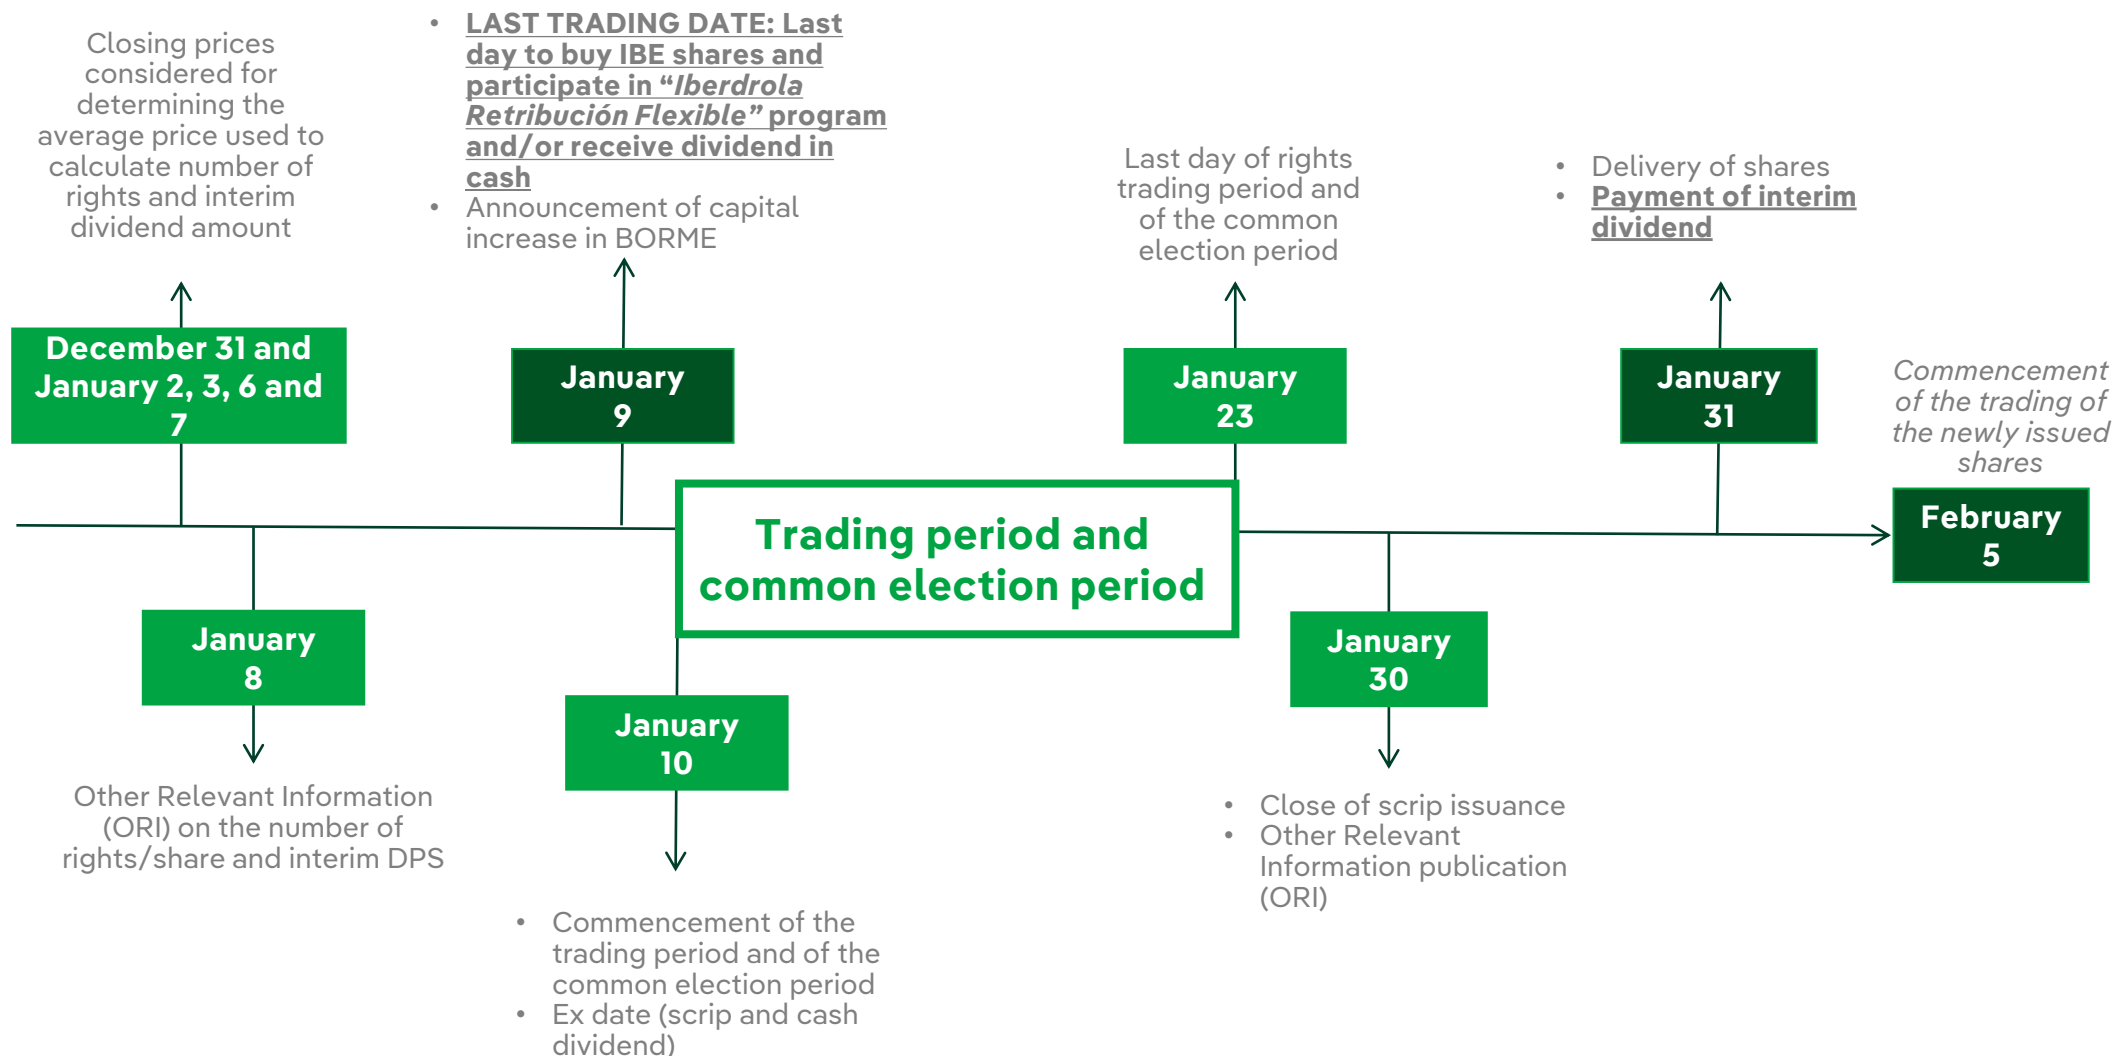 Closing prices
considered for
determining the
average price used to
calculate number of
rights and interim
dividend amount
• LAST TRADING DATE: Last
day to buy IBE shares and
participate in “Iberdrola
Retribución Flexible” program
and/or receive dividend in
cash
• Announcement of capital
increase in BORME
Last day of rights
trading period and
of the common
election period
• Delivery of shares
• Payment of interim
dividend
December 31 and
January 2, 3, 6 and
7
January
9
January
23
January
31
Commencement
of the trading of
the newly issued
shares
February
5
Trading period and
common election period
January
8
January
10
January
30
Other Relevant Information
(ORI) on the number of
rights/share and interim DPS
• Commencement of the
trading period and of the
common election period
• Ex date (scrip and cash
dividend)
• Close of scrip issuance
• Other Relevant
Information publication
(ORI)